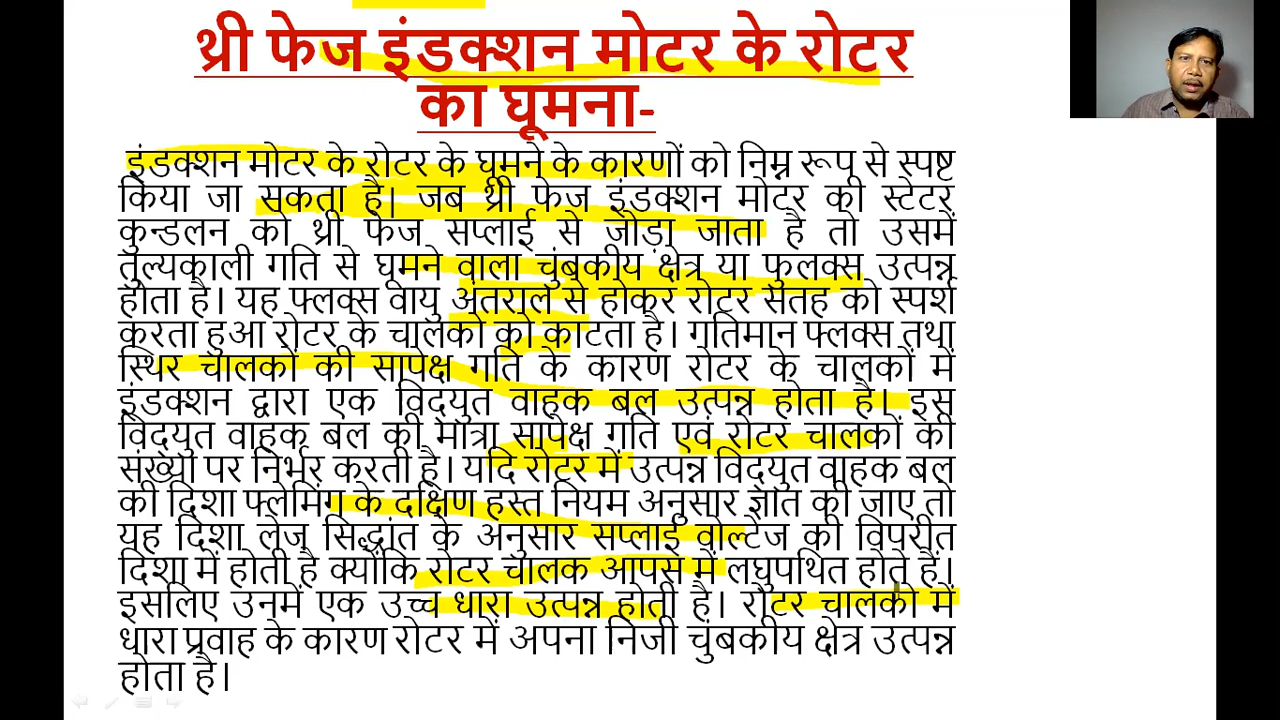 थ्री फेज इंडक्शन मोटर के रोटर
का घूमना-
इंडक्शन मोटर के रोटर के घूमने के कारणों को निम्न रूप से स्पष्ट
किया जा सकता है। जब थ्री फेज इंडक्शन मोटर की स्टेटर
कुन्डलन को थ्री फेज सप्लाई से जोड़ा जाता है तो उसमें
तुल्यकाली गति से घूमने वाला चुंबकीय क्षेत्र या फुलक्स उत्पन्न
होता है। यह फ्लक्स वायु अंतराल से होकर रोटर सतह को स्पर्श
करता हुआ रोटर के चालको को काटता है। गतिमान फ्लक्स तथा
स्थिर चालकों की सापेक्ष गति के कारण रोटर के चालकों में
इंडक्शन द्वारा एक विद्युत वाहक बल उत्पन्न होता है। इस
विद्युत वाहक बल की मात्रा सापेक्ष गति एवं रोटर चालकों की
संख्या पर निर्भर करती है। यदि रोटर में उत्पन्न विद्युत वाहक बल
की दिशा फ्लेमिंग के दक्षिण हस्त नियम अनुसार ज्ञात की जाए तो
यह दिशा लेज सिद्धांत के अनुसार सप्लाई वोल्टेज की विपरीत
दिशा में होती है क्योंकि रोटर चालक आपस में लघुपथित होते हैं।
इसलिए उनमें एक उच्च धारा उत्पन्न होती है। रोटर चालको में
धारा प्रवाह के कारण रोटर में अपना निजी चुंबकीय क्षेत्र उत्पन्न
होता है।